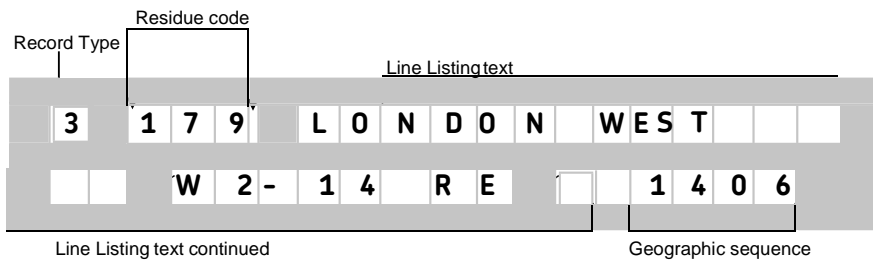 Residue code
Record Type
Line Listing text
3 179 LONDON WEST
W2-14 RE 1406
Line Listing text continued
Geographic sequence